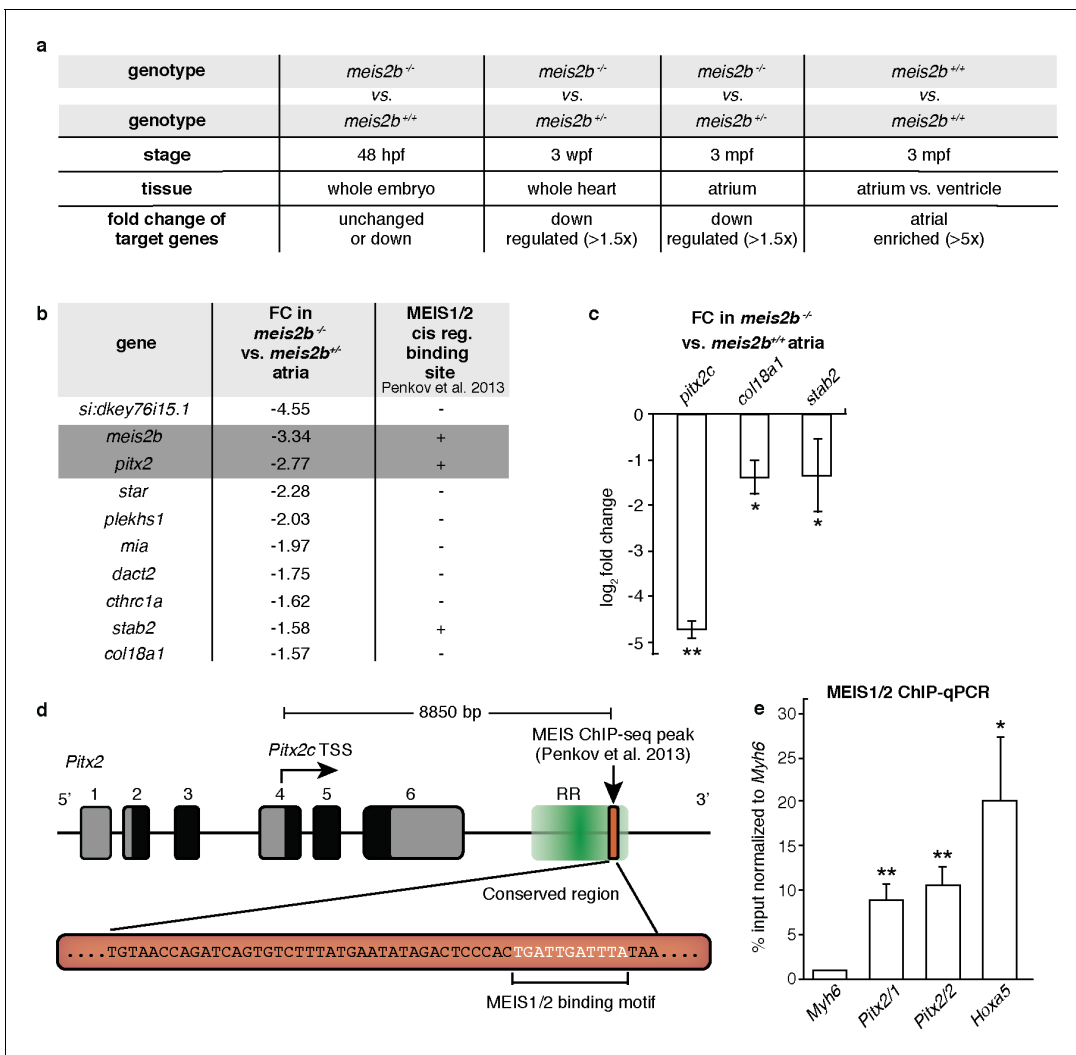 a
genotype meis2b -/- meis2b -/- meis2b -/- meis2b +/+
vs. vs. vs. vs.
genotype meis2b +/+ meis2b +/- meis2b +/- meis2b +/+
stage 48 hpf 3 wpf 3 mpf 3 mpf
tissue whole embryo whole heart atrium atrium vs. ventricle
fold change of target genes unchanged or down down regulated (>1.5x) down regulated (>1.5x) atrial enriched (>5x)
b
gene
FC in
meis2b -/-
vs. meis2b +/-
atria
MEIS1/2
cis reg.
binding
site
Penkov et al. 2013
si:dkey76i15.1 -4.55 -
meis2b -3.34 +
pitx2 -2.77 +
star -2.28 -
plekhs1 -2.03 -
mia -1.97 -
dact2 -1.75 -
cthrc1a -1.62 -
stab2 -1.58 +
col18a1 -1.57 -
c
FC in meis2b -/-
vs. meis2b +/+ atria
pitx2c col18a1 stab2
log2 fold change
0
-1
-2
-3
-4
-5
**
*
*
d
8850 bp
Pitx2
Pitx2c TSS
MEIS ChIP-seq peak
(Penkov et al. 2013)
5’ 1 2 3 4 5 6 RR 3’
Conserved region
....TGTAACCAGATCAGTGTCTTTATGAATATAGACTCCCACTGATTGATTTATAA....
MEIS1/2 binding motif
e
MEIS1/2 ChIP-qPCR
% input normalized to Myh6
30
25
20
15
10
5
0
**
**
*
Myh6 Pitx2/1 Pitx2/2 Hoxa5